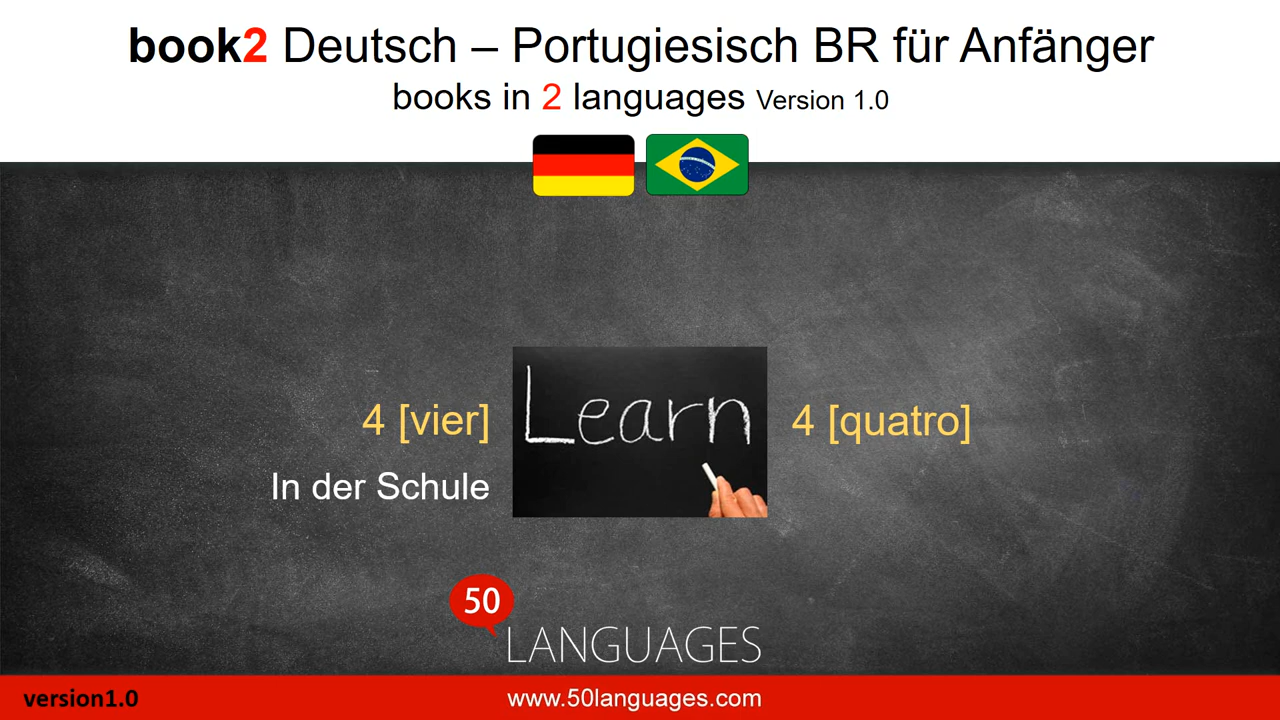 book2 Deutsch – Portugiesisch BR für Anfänger
books in 2 languages Version 1.0
4 [vier]
In der Schule
Learn
4 [quatro]
50
LANGUAGES
version1.0
www.50languages.com